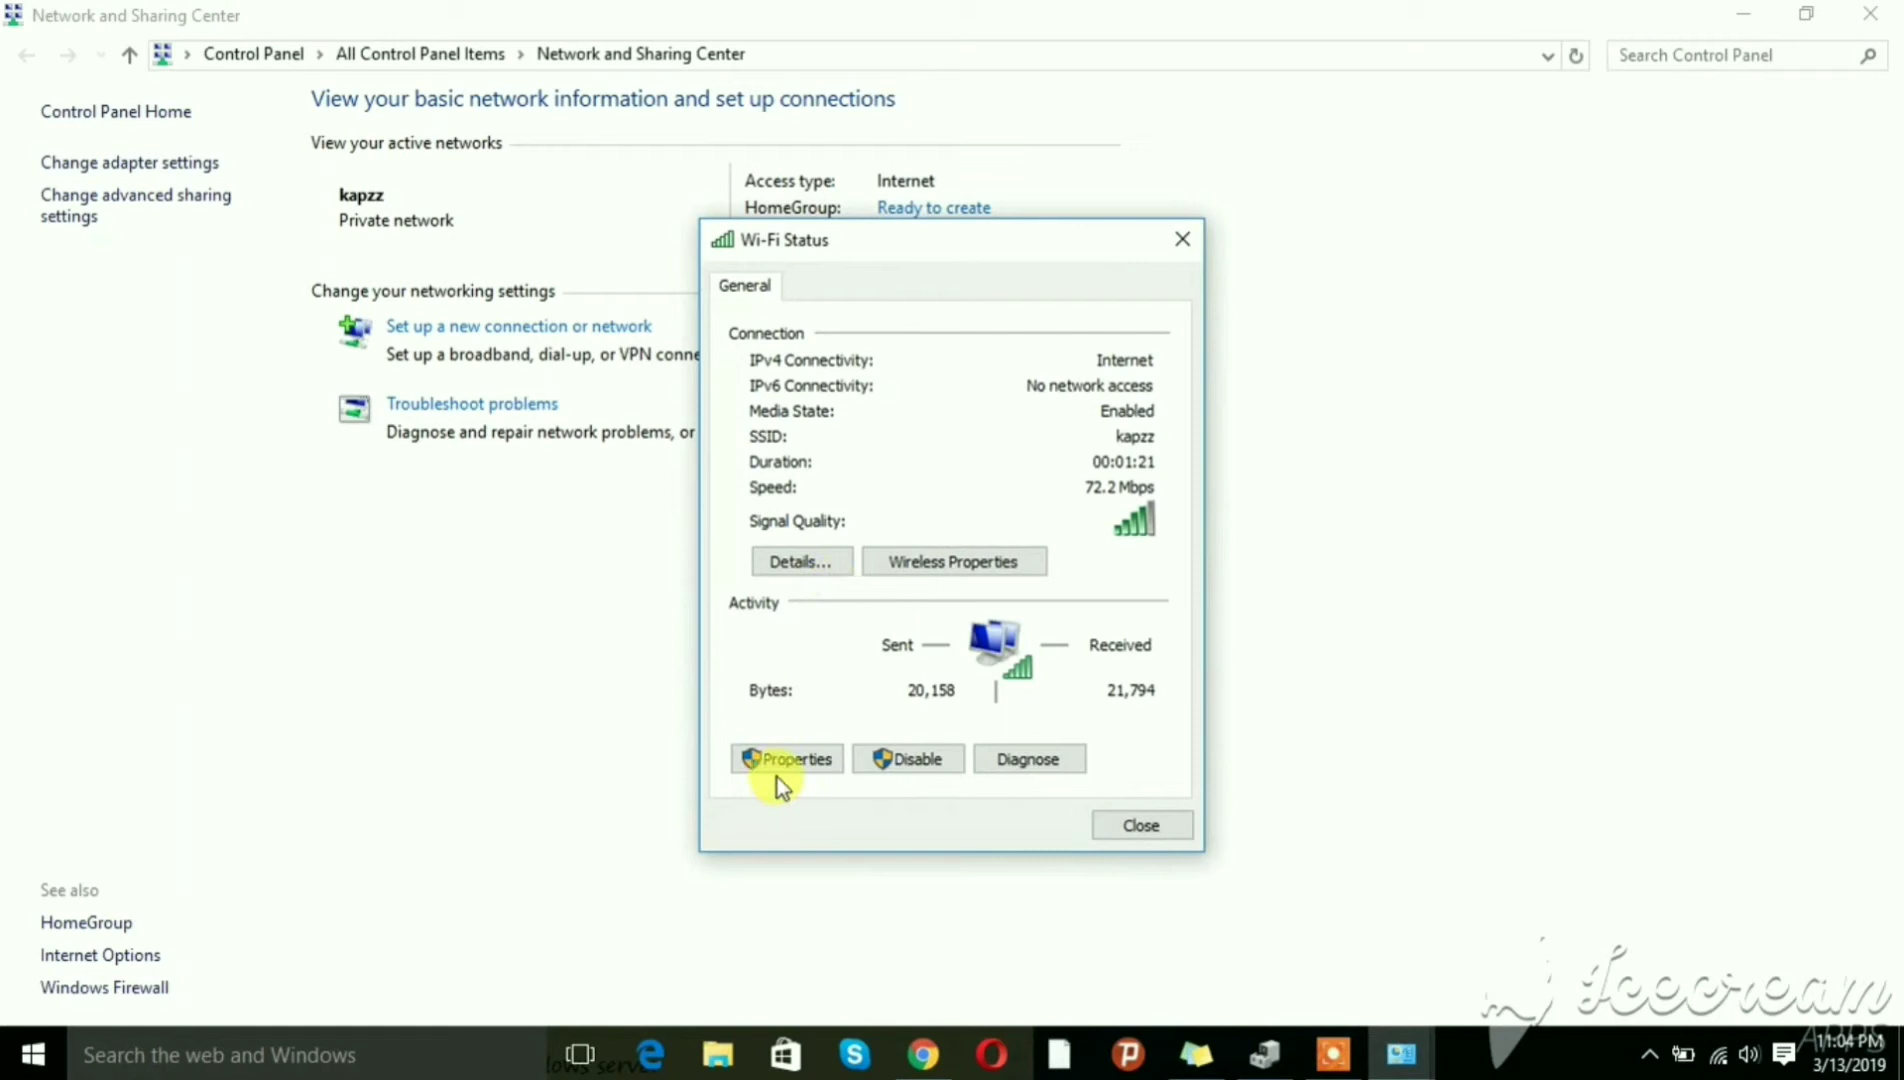 Network and Sharing Center
Control Panel > All Control Panel Items > Network and Sharing Center
Search Control Panel
Control Panel Home
Change adapter settings
Change advanced sharing
settings
View your basic network information and set up connections
View your active networks
kapzz
Private network
Access type: Internet
HomeGroup: Ready to create
Change your networking settings
Set up a new connection or network
Set up a broadband, dial-up, or VPN conne
Troubleshoot problems
Diagnose and repair network problems, or
Wi-Fi Status
General
Connection
IPv4 Connectivity: Internet
IPv6 Connectivity: No network access
Media State: Enabled
SSID: kapzz
Duration: 00:01:21
Speed: 72.2 Mbps
Signal Quality:
Details...
Wireless Properties
Activity
Sent — — Received
Bytes: 20,158 21,794
Properties
Disable
Diagnose
Close
See also
HomeGroup
Internet Options
Windows Firewall
Icecream
APPS
Search the web and Windows
11:04 PM
3/13/2019